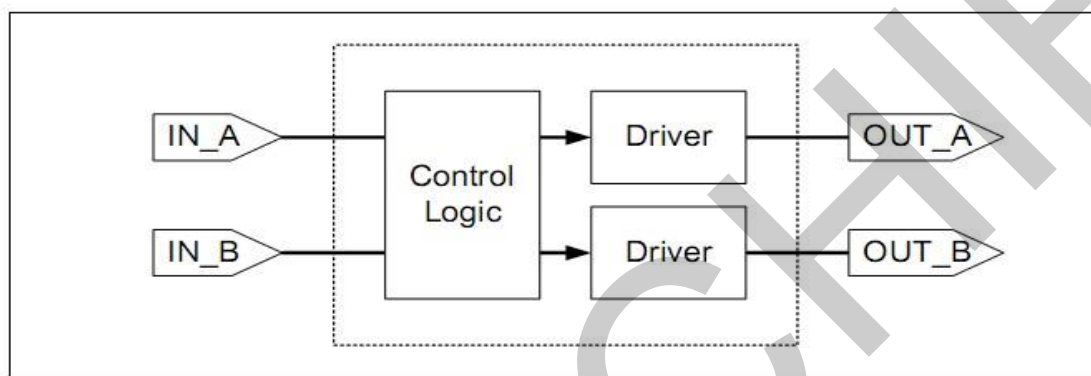 IN_A
Control
Logic
Driver
OUT_A
IN_B
Driver
OUT_B